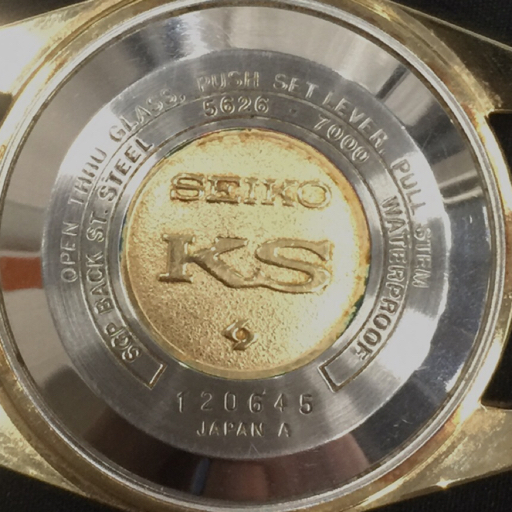 OPEN THRU GLASS. PUSH SET LEVER. PULL STEM
SGP BACK ST. STEEL 5626 - 7000 WATERPROOF
SEIKO
KS
120645
JAPAN A